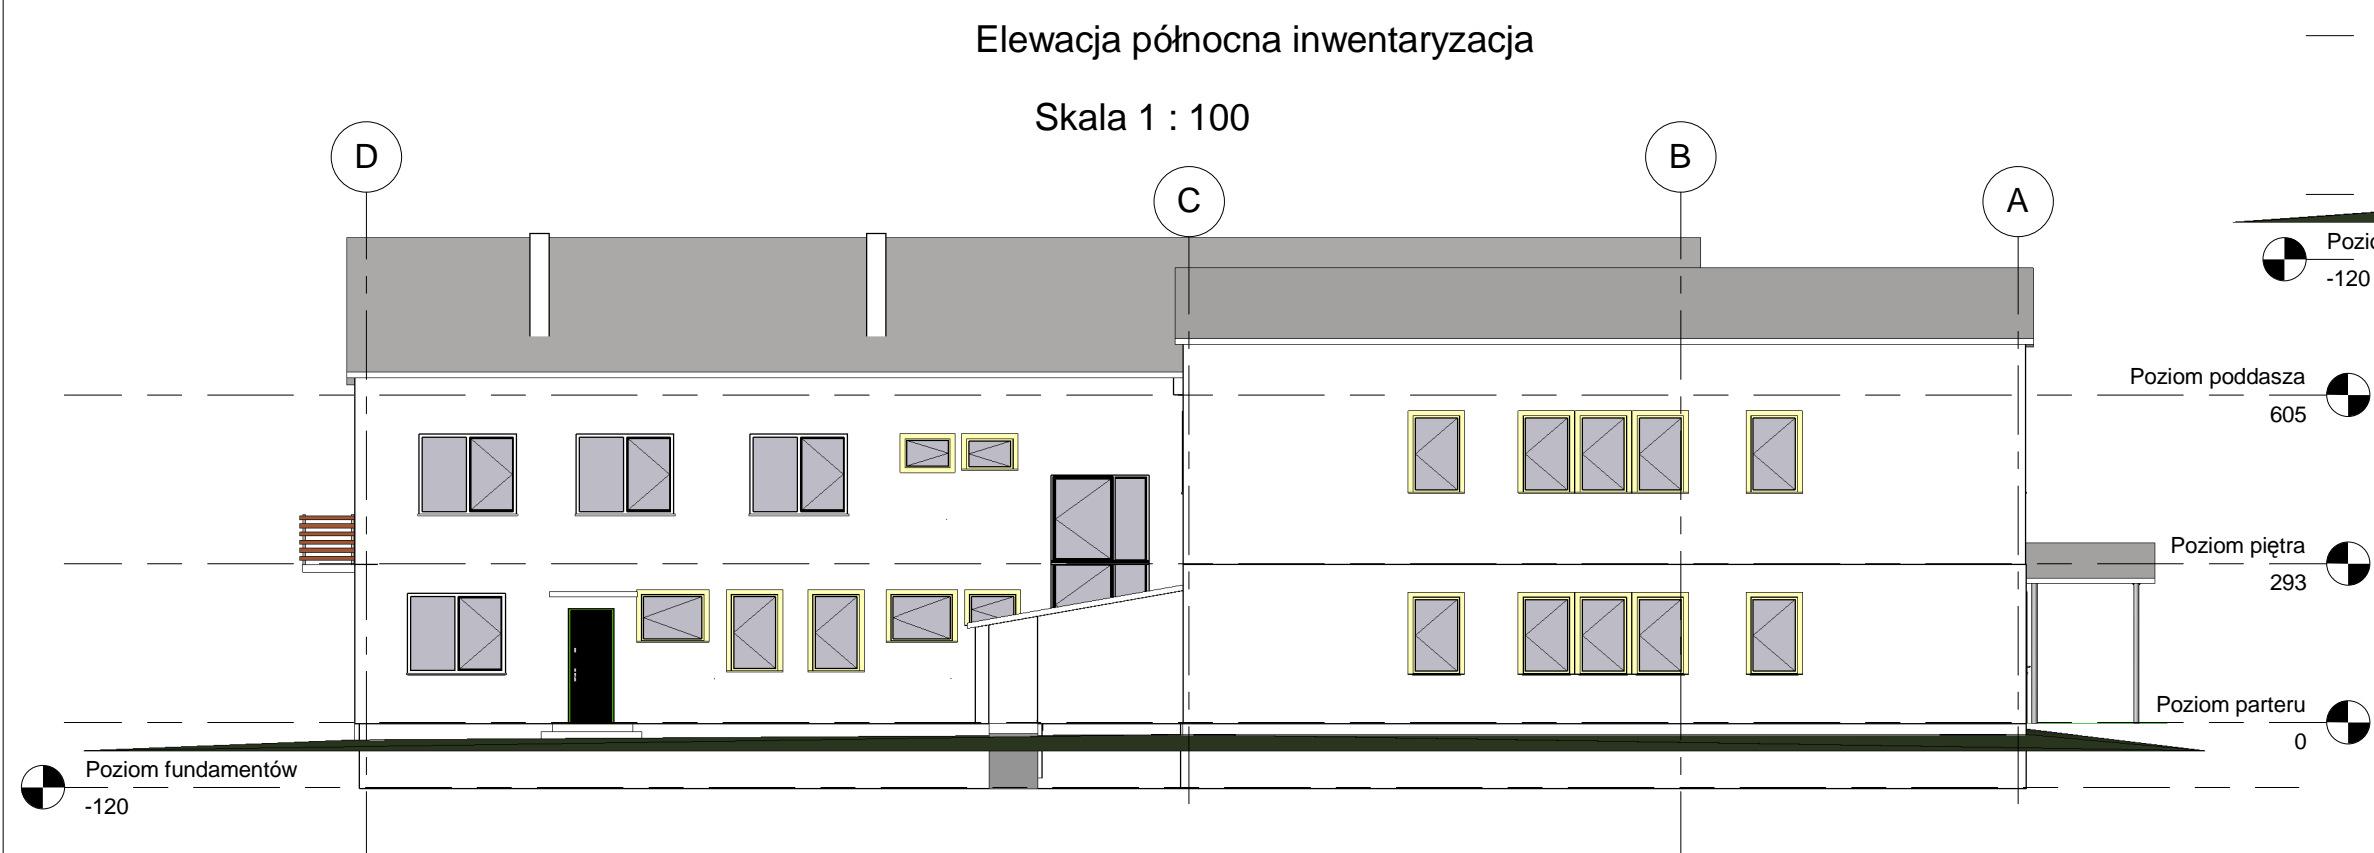 Elewacja północna inwentaryzacja
Skala 1 : 100
D
B
C
A
-120
Poziom poddasza
605
Poziom piętra
293
Poziom parteru
0
Poziom fundamentów
-120